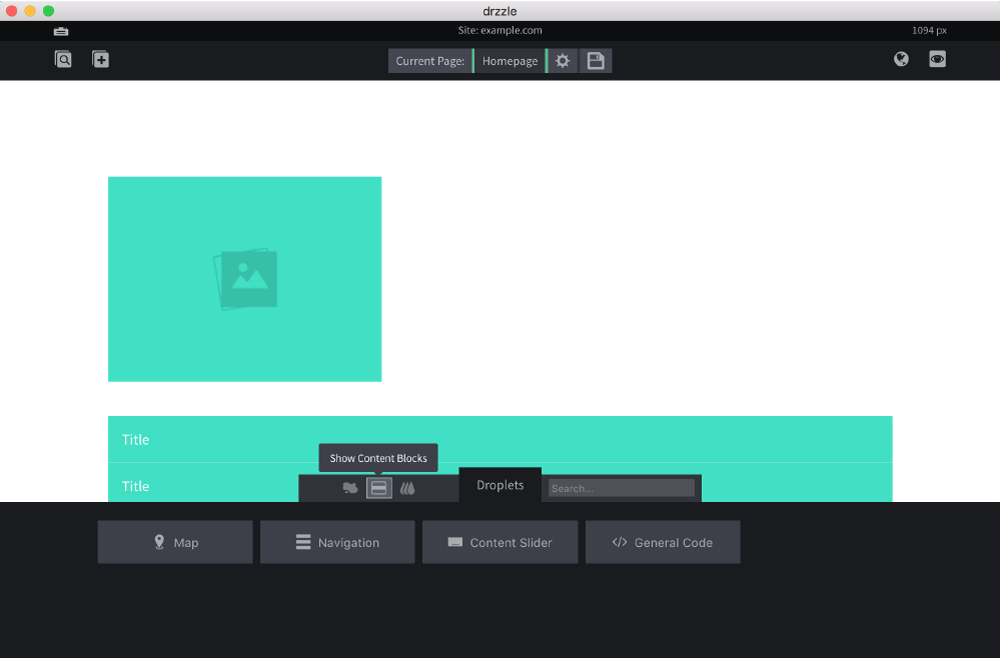 drzzle
Site: example.com
1094 px
Current Page: Homepage
Title
Title
Show Content Blocks
Droplets
Search...
Map
Navigation
Content Slider
</> General Code